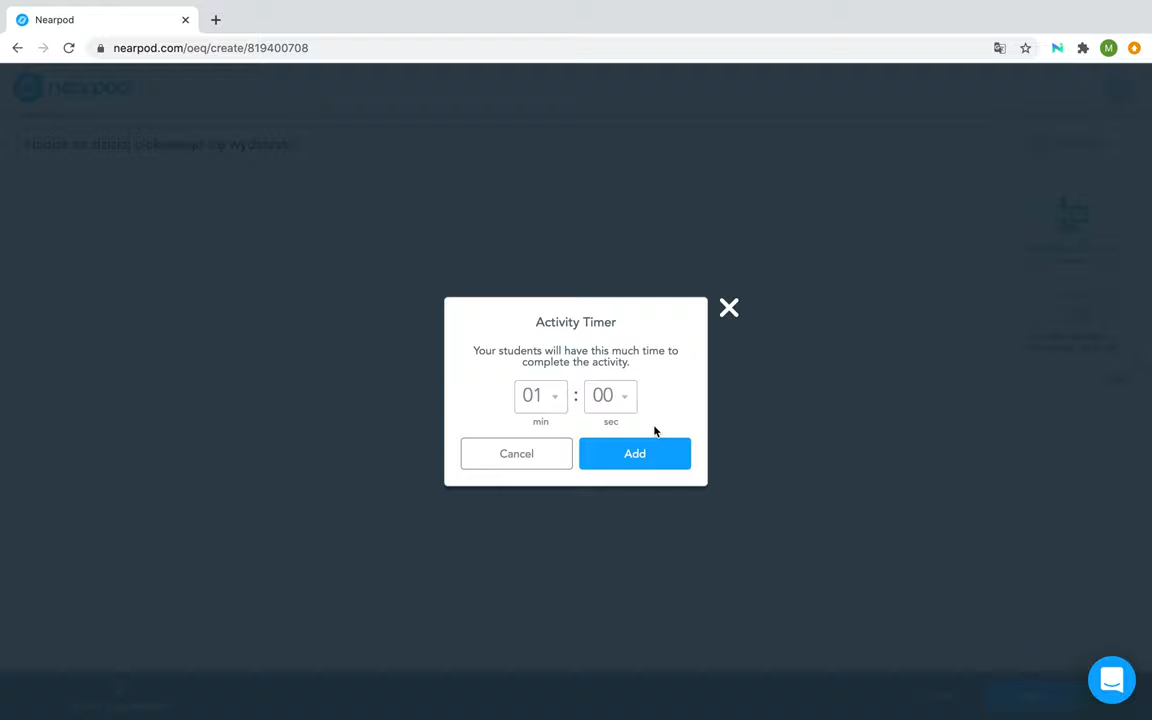 Nearpod
nearpod.com/oeq/create/819400708
M
nearpod
Activity Timer
Your students will have this much time to
complete the activity.
01 : 00
min sec
Cancel Add